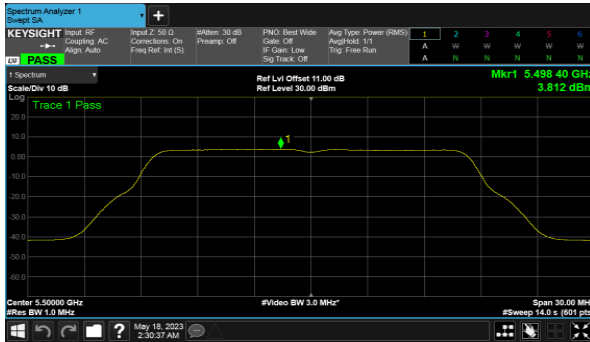 Spectrum Analyzer 1
Swept SA
+
KEYSIGHT Input: RF Input Z: 50 Ω #Atten: 30 dB PNO: Best Wide Avg Type: Power (RMS) 1 2 3 4 5 6
Coupling: AC Corrections: On Preamp: Off Gate: Off Avg|Hold: 1/1 A W W W W W
Align: Auto Freq Ref: Int (S) IF Gain: Low Trig: Free Run
LXI PASS Sig Track: Off A N N N N N
1 Spectrum Ref Lvl Offset 11.00 dB Mkr1 5.498 40 GHz
Scale/Div 10 dB Ref Level 30.00 dBm 3.812 dBm
Log
Trace 1 Pass
20.0
10.0
1
0.00
-10.0
-20.0
-30.0
-40.0
-50.0
-60.0
Center 5.50000 GHz #Video BW 3.0 MHz* Span 30.00 MH
#Res BW 1.0 MHz #Sweep 14.0 s (601 pts
? May 18, 2023
2:30:37 AM